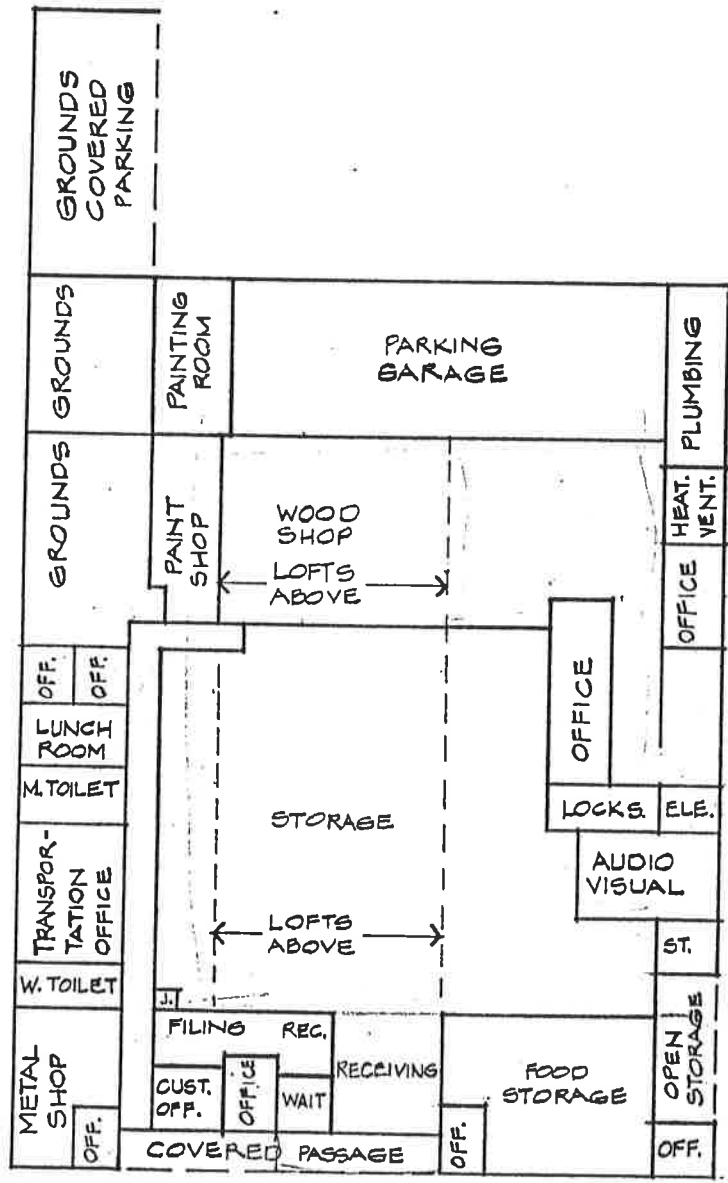 GROUNDS
COVERED
PARKING
GROUNDS
PAINTING
ROOM
PARKING
GARAGE
PLUMBING
GROUNDS
PAINT
SHOP
WOOD
SHOP
LOFTS
ABOVE
HEAT.
VENT.
OFFICE
OFF.
OFF.
LUNCH
ROOM
M. TOILET
OFFICE
STORAGE
LOCKS.
ELE.
TRANSPOR-
TATION
OFFICE
AUDIO
VISUAL
LOFTS
ABOVE
ST.
W. TOILET
J.
FILING
REC.
METAL
SHOP
OFF.
CUST.
OFF.
OFFICE
WAIT
RECEIVING
FOOD
STORAGE
OPEN
STORAGE
OFF.
OFF.
COVERED PASSAGE